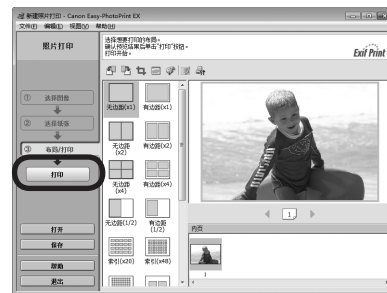 新建照片打印 - Canon Easy-PhotoPrint EX
文件(F) 编辑(E) 视图(V) 帮助(H)
照片打印
选择想要打印的布局。
确认预览结果后单击"打印"按钮。
打印开始。
Exif Print
① 选择图像
② 选择纸张
③ 布局/打印
打印
打开
保存
帮助
退出
无边距(x1) 有边距(x1)
无边距(x2) 有边距(x2)
无边距(x4) 有边距(x4)
无边距(1/2) 有边距(1/2)
索引(x20) 索引(x48)
1
内页
1